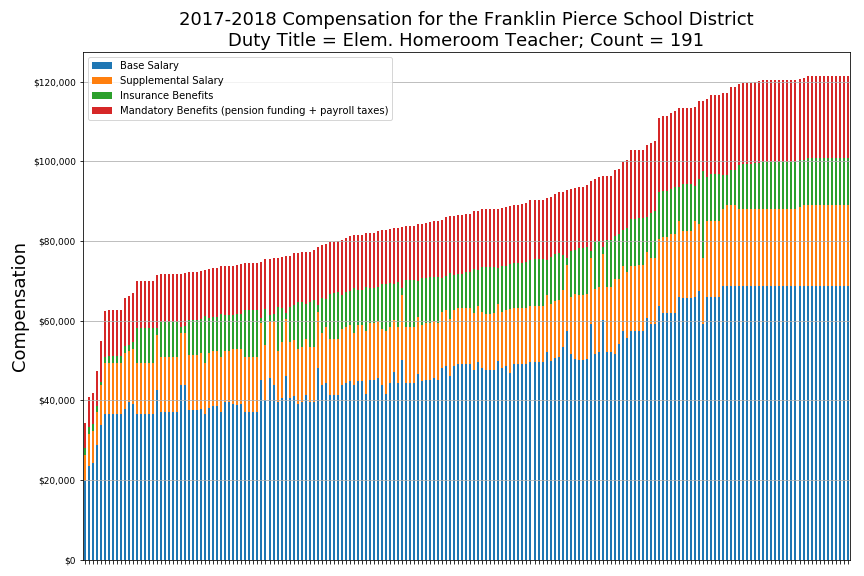 2017-2018 Compensation for the Franklin Pierce School District
Duty Title = Elem. Homeroom Teacher; Count = 191
Base Salary
Supplemental Salary
Insurance Benefits
Mandatory Benefits (pension funding + payroll taxes)
$120,000
$100,000
$80,000
$60,000
$40,000
$20,000
$0
Compensation